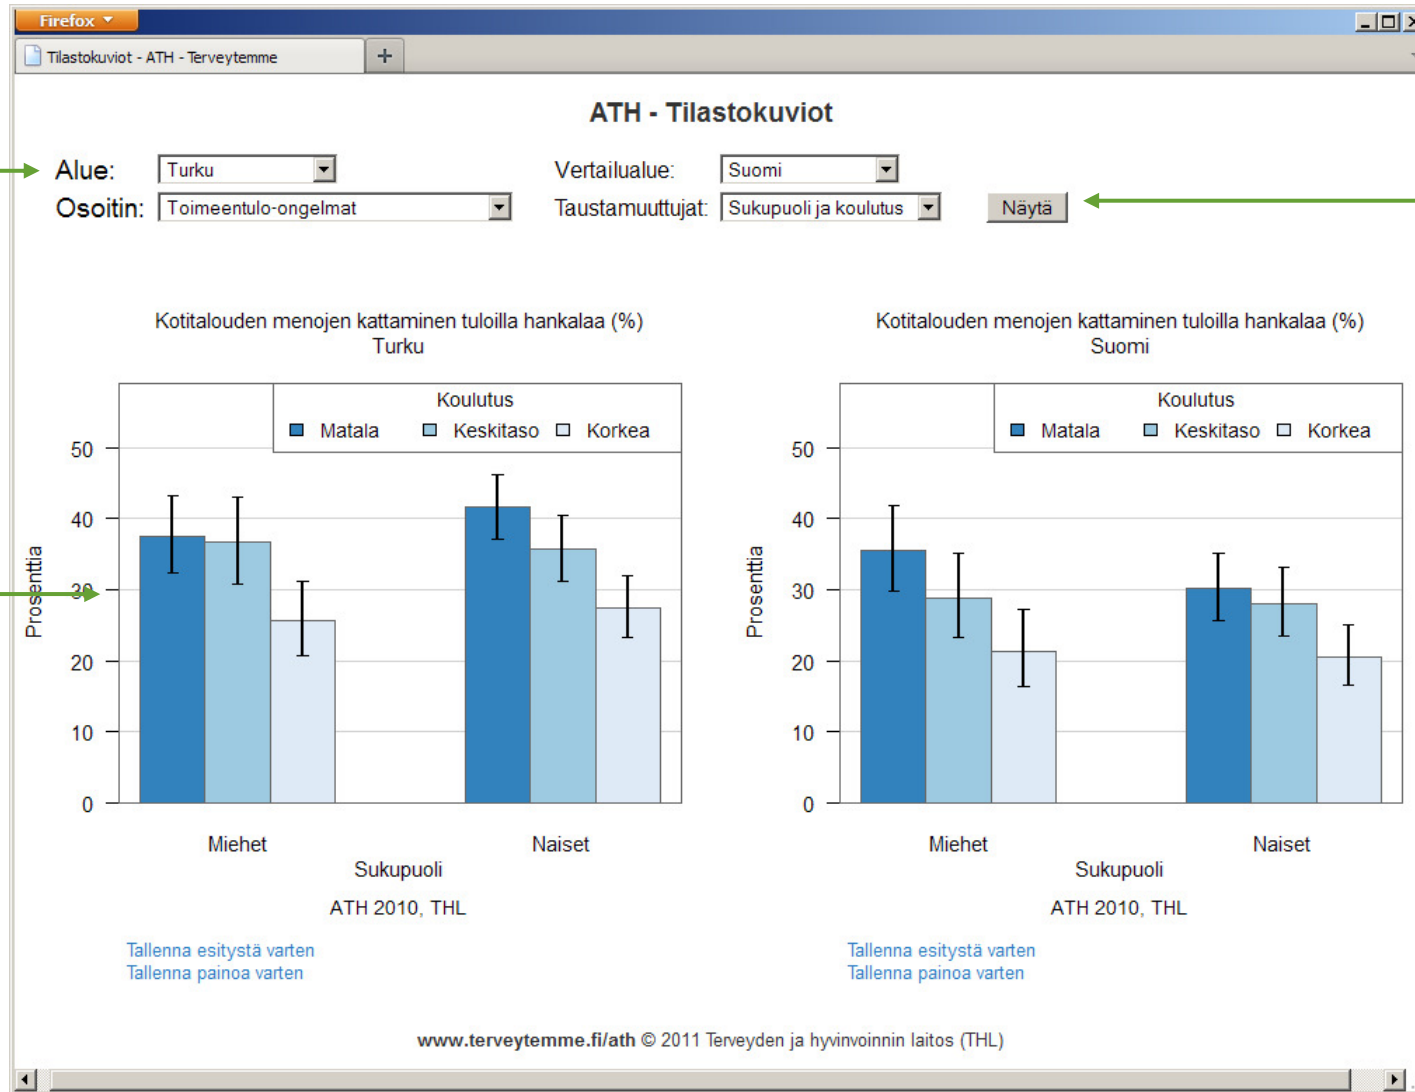 Firefox
Tilastokuviot - ATH - Terveytemme
ATH - Tilastokuviot
Alue: Turku Vertailualue: Suomi
Osoitin: Toimeentulo-ongelmat Taustamuuttujat: Sukupuoli ja koulutus Näytä
Kotitalouden menojen kattaminen tuloilla hankalaa (%)
Turku
Koulutus
Matala Keskitaso Korkea
50
40
30
20
10
0
Prosenttia
Miehet Naiset
Sukupuoli
ATH 2010, THL
Tallenna esitystä varten
Tallenna painoa varten
Kotitalouden menojen kattaminen tuloilla hankalaa (%)
Suomi
Koulutus
Matala Keskitaso Korkea
50
40
30
20
10
0
Prosenttia
Miehet Naiset
Sukupuoli
ATH 2010, THL
Tallenna esitystä varten
Tallenna painoa varten
www.terveytemme.fi/ath © 2011 Terveyden ja hyvinvoinnin laitos (THL)